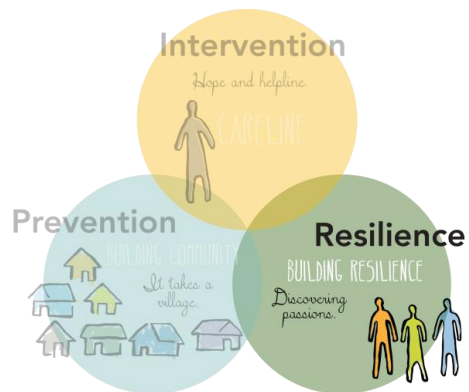 Intervention
Hope and helpline.
CARELINE
Prevention
BUILDING COMMUNITY
It takes a
village.
Resilience
BUILDING RESILIENCE
Discovering
passions.